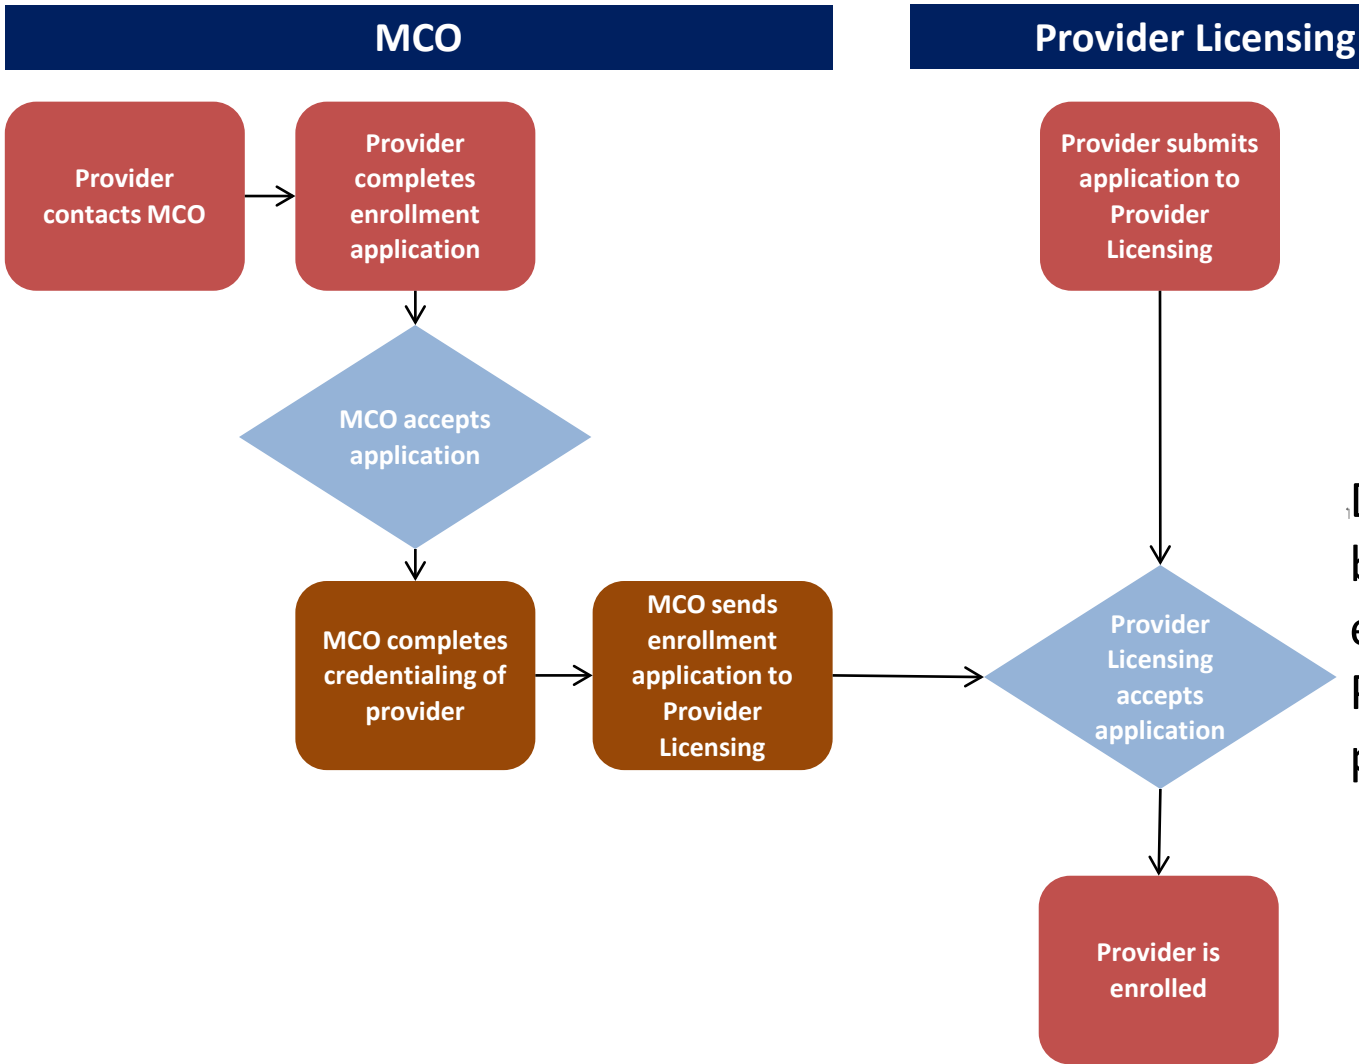 MCO
Provider Licensing
Provider
contacts MCO
Provider
completes
enrollment
application
Provider submits
application to
Provider
Licensing
MCO accepts
application
MCO completes
credentialing of
provider
MCO sends
enrollment
application to
Provider
Licensing
Provider
Licensing
accepts
application
Provider is
enrolled